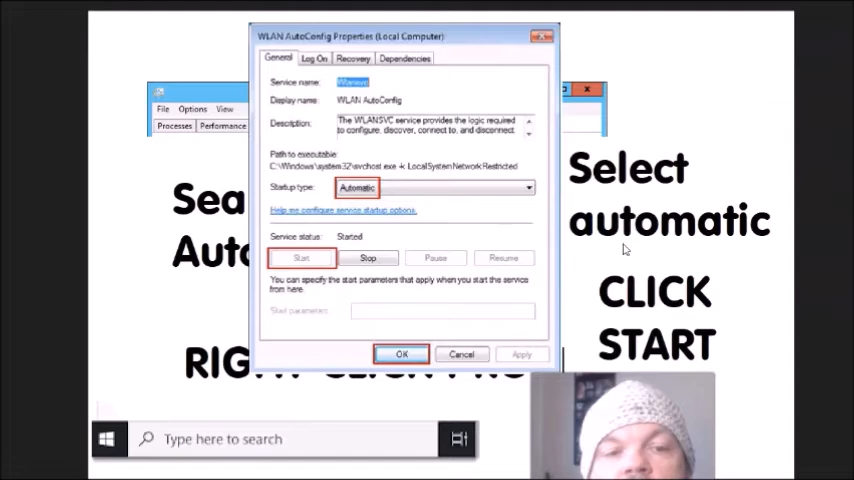 WLAN AutoConfig Properties (Local Computer)
General Log On Recovery Dependencies
Service name: Wlansvc
Display name: WLAN AutoConfig
Description: The WLANSVC service provides the logic required
to configure, discover, connect to, and disconnect
Path to executable:
C:\Windows\system32\svchost.exe -k LocalSystemNetworkRestricted
Startup type: Automatic
Help me configure service startup options.
Service status: Started
Start Stop Pause Resume
You can specify the start parameters that apply when you start the service
from here.
Start parameters:
OK Cancel Apply
File Options View
Processes Performance
Sea
Auto
Select
automatic
CLICK
START
RIGHT CLICK PRO
Type here to search